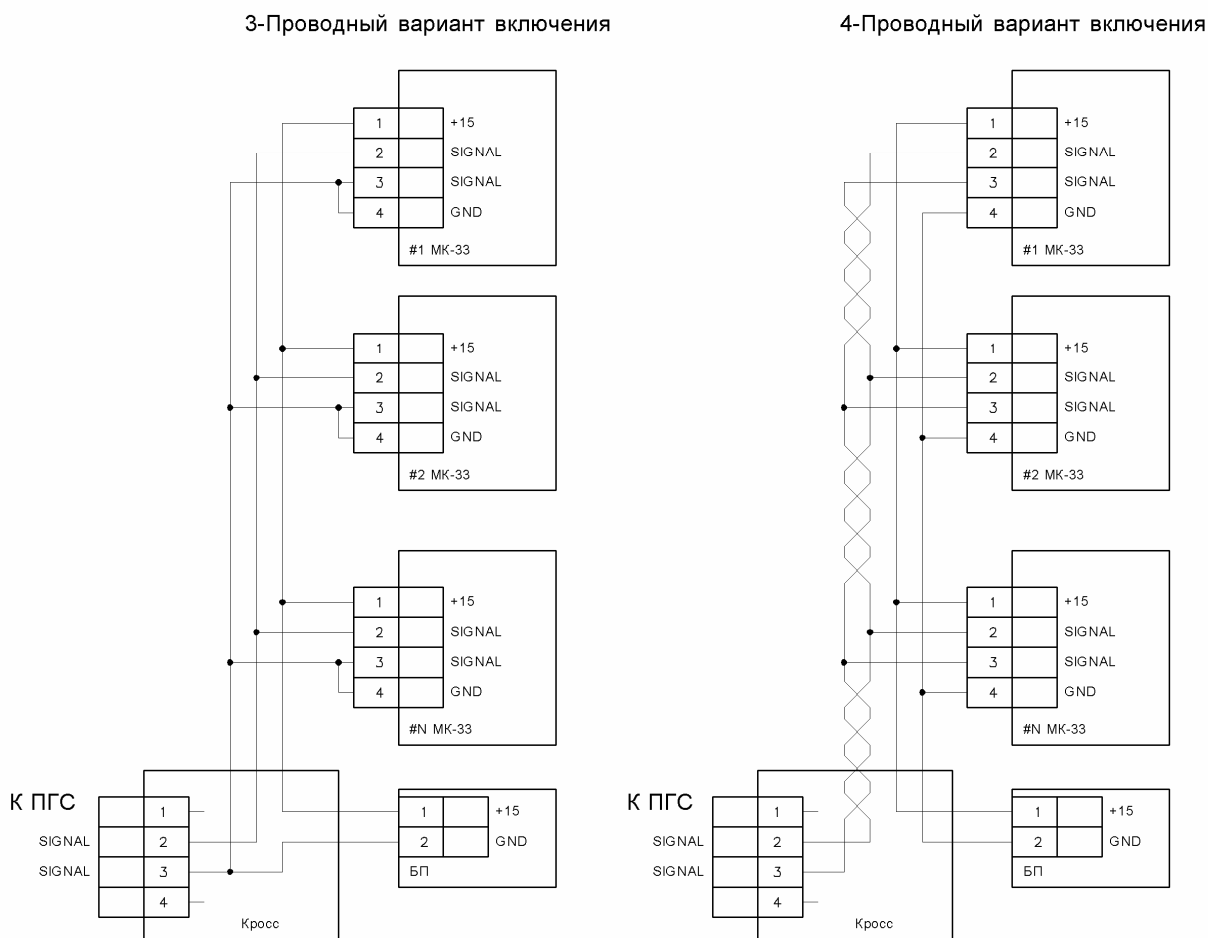 3-Проводный вариант включения
1 +15
2 SIGNAL
3 SIGNAL
4 GND
#1 МК-33
1 +15
2 SIGNAL
3 SIGNAL
4 GND
#2 МК-33
1 +15
2 SIGNAL
3 SIGNAL
4 GND
#N МК-33
К ПГС
1
SIGNAL 2
SIGNAL 3
4
Кросс
1 +15
2 GND
БП
4-Проводный вариант включения
1 +15
2 SIGNAL
3 SIGNAL
4 GND
#1 МК-33
1 +15
2 SIGNAL
3 SIGNAL
4 GND
#2 МК-33
1 +15
2 SIGNAL
3 SIGNAL
4 GND
#N МК-33
К ПГС
1
SIGNAL 2
SIGNAL 3
4
Кросс
1 +15
2 GND
БП